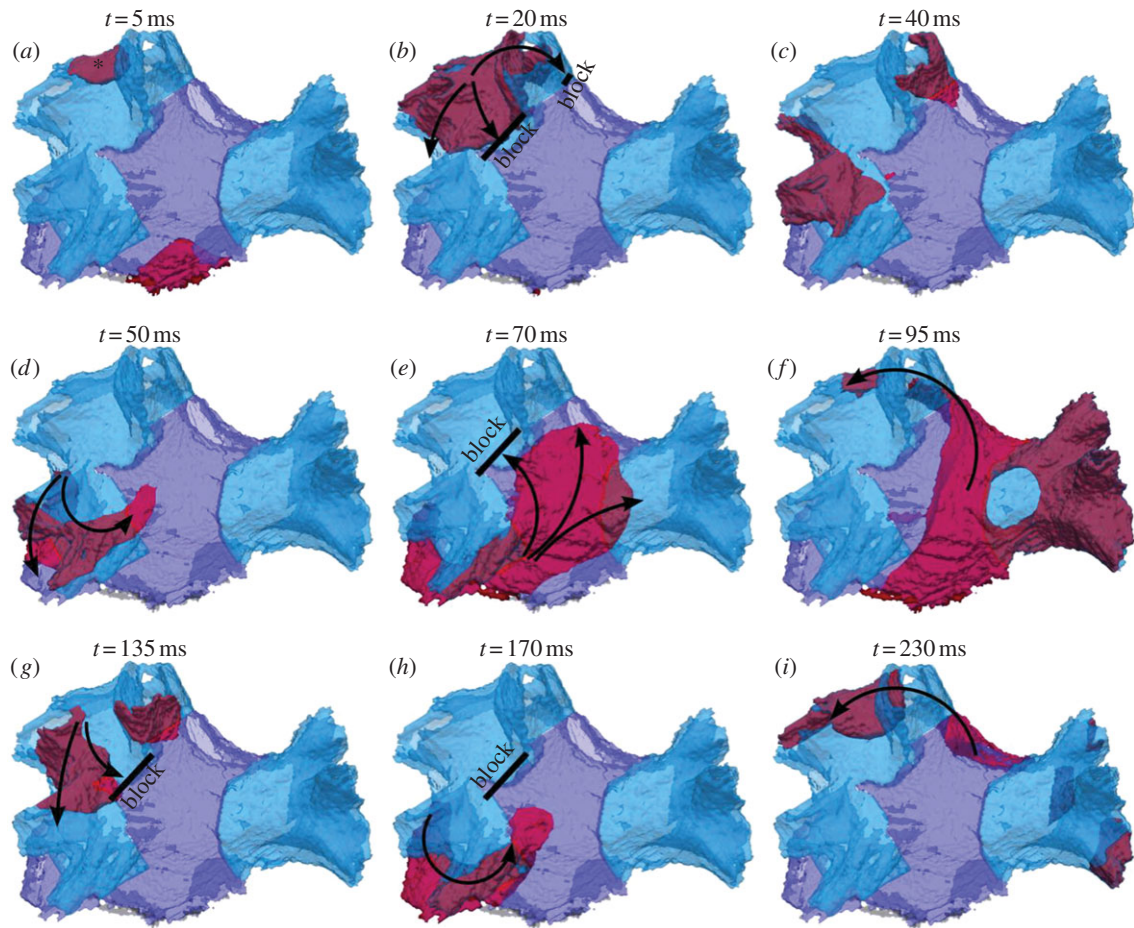 t = 5 ms
t = 20 ms
t = 40 ms
(a)
*
(b)
block
block
(c)
t = 50 ms
t = 70 ms
t = 95 ms
(d)
(e)
block
(f)
t = 135 ms
t = 170 ms
t = 230 ms
(g)
block
(h)
block
(i)